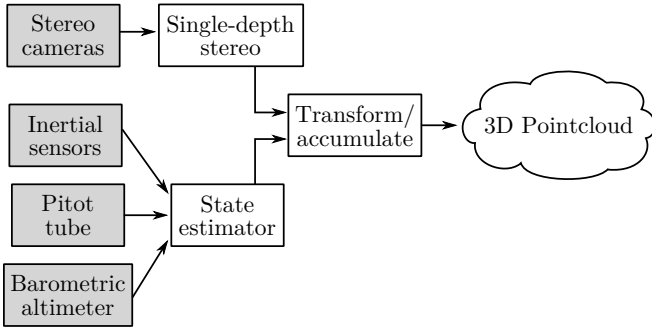 Stereo
cameras
Single-depth
stereo
Inertial
sensors
Transform/
accumulate
3D Pointcloud
Pitot
tube
State
estimator
Barometric
altimeter